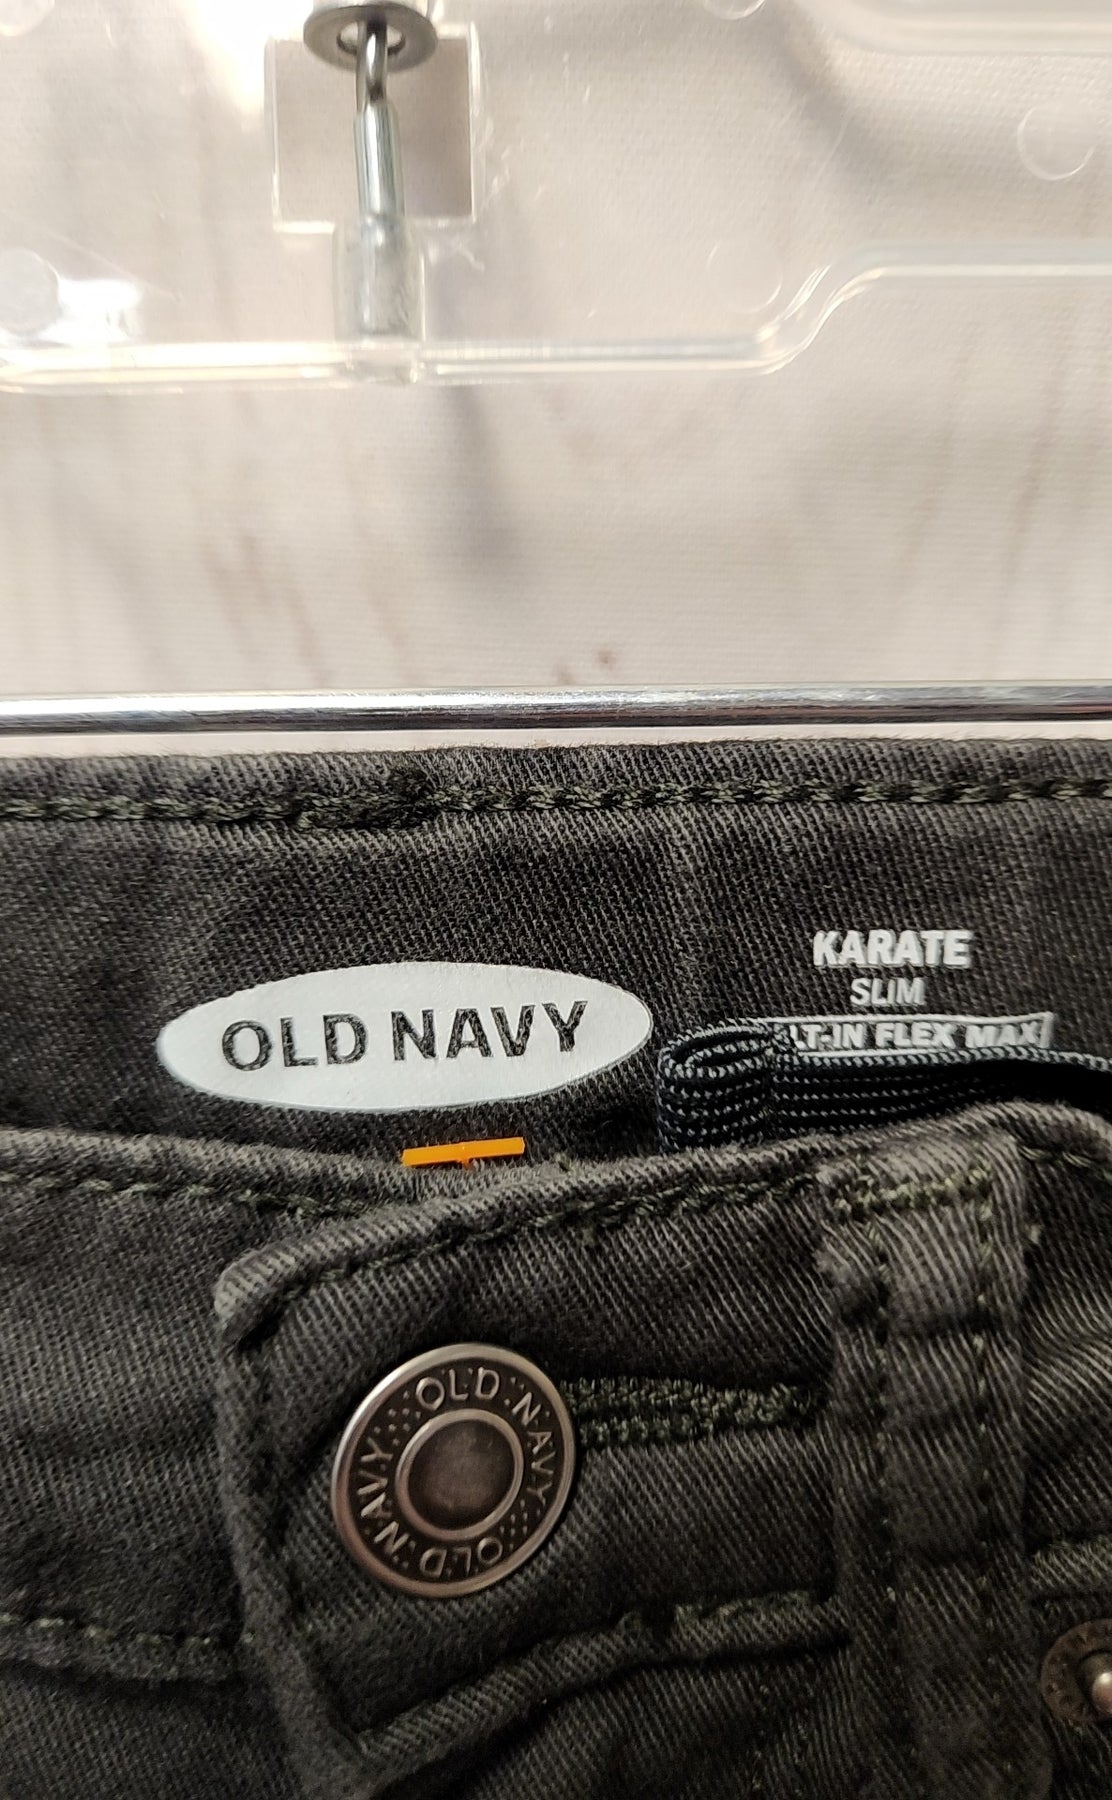 KARATE
SLIM
OLD NAVY
LT-IN FLEX MAX
OLD NAVY
OLD NAVY